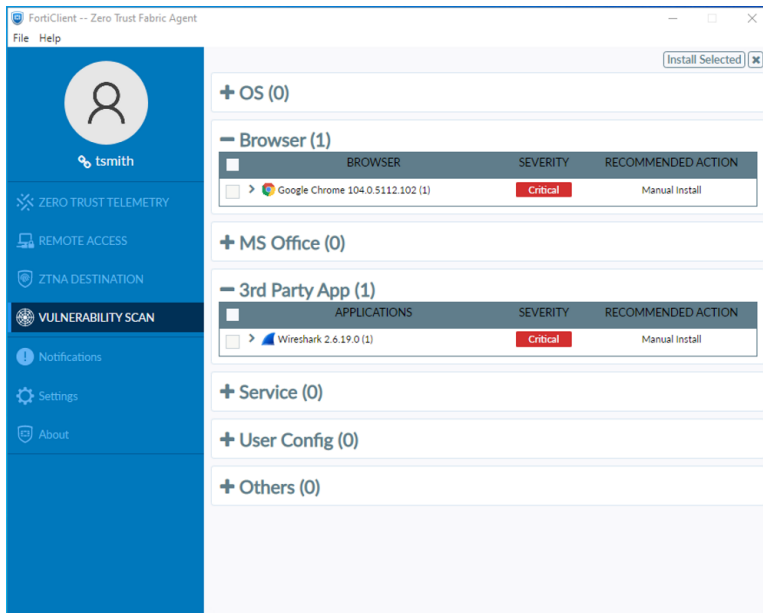 FortiClient -- Zero Trust Fabric Agent
File Help
Install Selected
tsmith
ZERO TRUST TELEMETRY
REMOTE ACCESS
ZTNA DESTINATION
VULNERABILITY SCAN
Notifications
Settings
About
OS (0)
Browser (1)
BROWSER SEVERITY RECOMMENDED ACTION
Google Chrome 104.0.5112.102 (1) Critical Manual Install
MS Office (0)
3rd Party App (1)
APPLICATIONS SEVERITY RECOMMENDED ACTION
Wireshark 2.6.19.0 (1) Critical Manual Install
Service (0)
User Config (0)
Others (0)